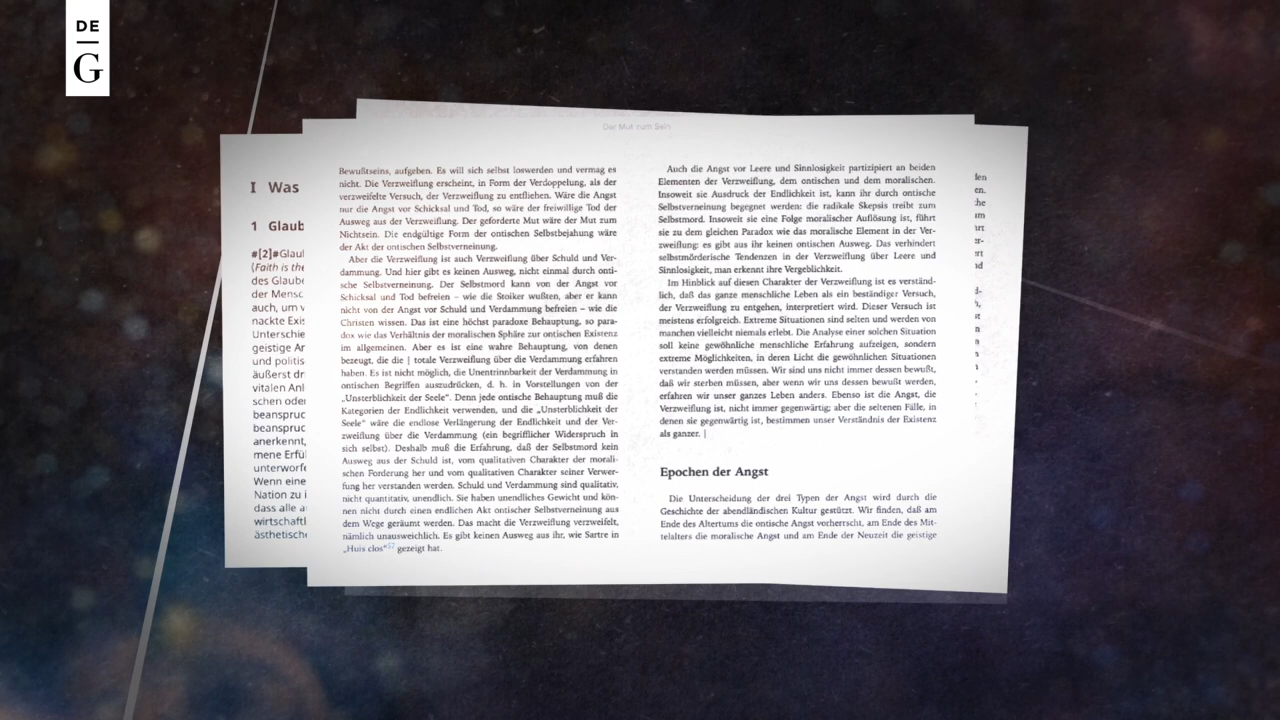 DE
G
Der Mut zum Sein
I Was
1 Glaub
#[2]#Glaul
(Faith is the
des Glaube
der Mensc
auch, um v
nackte Exis
Unterschie
geistige Ar
und politis
äußerst dr
vitalen Anl
schen oder
beanspruc
beanspruc
anerkennt,
mene Erfü
unterworfe
Wenn eine
Nation zu i
dass alle a
wirtschaftl
ästhetische
Bewußtseins, aufgeben. Es will sich selbst loswerden und vermag es
nicht. Die Verzweiflung erscheint, in Form der Verdoppelung, als der
verzweifelte Versuch, der Verzweiflung zu entfliehen. Wäre die Angst
nur die Angst vor Schicksal und Tod, so wäre der freiwillige Tod der
Ausweg aus der Verzweiflung. Der geforderte Mut wäre der Mut zum
Nichtsein. Die endgültige Form der ontischen Selbstbejahung wäre
der Akt der ontischen Selbstverneinung.
Aber die Verzweiflung ist auch Verzweiflung über Schuld und Ver-
dammung. Und hier gibt es keinen Ausweg, nicht einmal durch onti-
sche Selbstverneinung. Der Selbstmord kann von der Angst vor
Schicksal und Tod befreien – wie die Stoiker wußten, aber er kann
nicht von der Angst vor Schuld und Verdammung befreien – wie die
Christen wissen. Das ist eine höchst paradoxe Behauptung, so para-
dox wie das Verhältnis der moralischen Sphäre zur ontischen Existenz
im allgemeinen. Aber es ist eine wahre Behauptung, von denen
bezeugt, die die | totale Verzweiflung über die Verdammung erfahren
haben. Es ist nicht möglich, die Unentrinnbarkeit der Verdammung in
ontischen Begriffen auszudrücken, d. h. in Vorstellungen von der
„Unsterblichkeit der Seele“. Denn jede ontische Behauptung muß die
Kategorien der Endlichkeit verwenden, und die „Unsterblichkeit der
Seele“ wäre die endlose Verlängerung der Endlichkeit und der Ver-
zweiflung über die Verdammung (ein begrifflicher Widerspruch in
sich selbst). Deshalb muß die Erfahrung, daß der Selbstmord kein
Ausweg aus der Schuld ist, vom qualitativen Charakter der morali-
schen Forderung her und vom qualitativen Charakter seiner Verwer-
fung her verstanden werden. Schuld und Verdammung sind qualitativ,
nicht quantitativ, unendlich. Sie haben unendliches Gewicht und kön-
nen nicht durch einen endlichen Akt ontischer Selbstverneinung aus
dem Wege geräumt werden. Das macht die Verzweiflung verzweifelt,
nämlich unausweichlich. Es gibt keinen Ausweg aus ihr, wie Sartre in
„Huis clos“ gezeigt hat.
Auch die Angst vor Leere und Sinnlosigkeit partizipiert an beiden
Elementen der Verzweiflung, dem ontischen und dem moralischen.
Insoweit sie Ausdruck der Endlichkeit ist, kann ihr durch ontische
Selbstverneinung begegnet werden: die radikale Skepsis treibt zum
Selbstmord. Insoweit sie eine Folge moralischer Auflösung ist, führt
sie zu dem gleichen Paradox wie das moralische Element in der Ver-
zweiflung: es gibt aus ihr keinen ontischen Ausweg. Das verhindert
selbstmörderische Tendenzen in der Verzweiflung über Leere und
Sinnlosigkeit, man erkennt ihre Vergeblichkeit.
Im Hinblick auf diesen Charakter der Verzweiflung ist es verständ-
lich, daß das ganze menschliche Leben als ein beständiger Versuch,
der Verzweiflung zu entgehen, interpretiert wird. Dieser Versuch ist
meistens erfolgreich. Extreme Situationen sind selten und werden von
manchen vielleicht niemals erlebt. Die Analyse einer solchen Situation
soll keine gewöhnliche menschliche Erfahrung aufzeigen, sondern
extreme Möglichkeiten, in deren Licht die gewöhnlichen Situationen
verstanden werden müssen. Wir sind uns nicht immer dessen bewußt,
daß wir sterben müssen, aber wenn wir uns dessen bewußt werden,
erfahren wir unser ganzes Leben anders. Ebenso ist die Angst, die
Verzweiflung ist, nicht immer gegenwärtig; aber die seltenen Fälle, in
denen sie gegenwärtig ist, bestimmen unser Verständnis der Existenz
als ganzer. |
Epochen der Angst
Die Unterscheidung der drei Typen der Angst wird durch die
Geschichte der abendländischen Kultur gestützt. Wir finden, daß am
Ende des Altertums die ontische Angst vorherrscht, am Ende des Mit-
telalters die moralische Angst und am Ende der Neuzeit die geistige